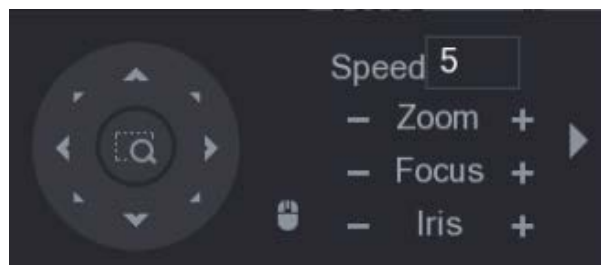 Speed 5
− Zoom +
− Focus +
− Iris +